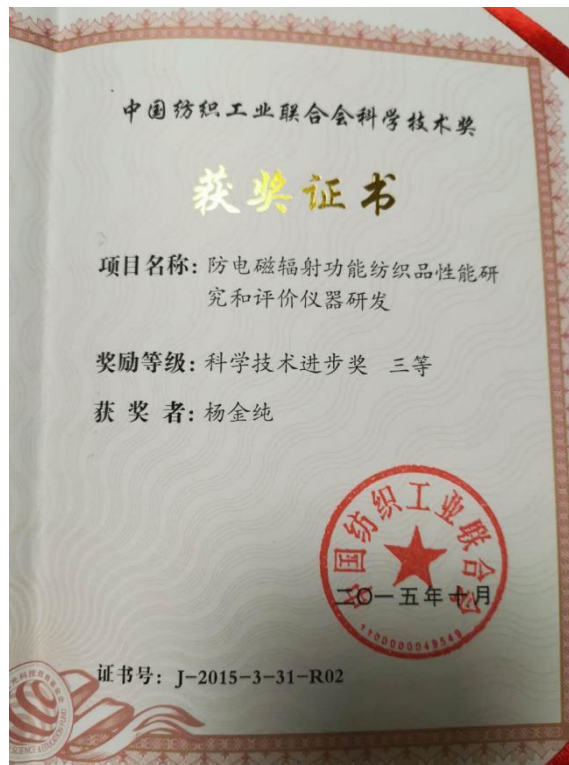 中国纺织工业联合会科学技术奖
获奖证书
项目名称:防电磁辐射功能纺织品性能研
究和评价仪器研发
奖励等级:科学技术进步奖 三等
获 奖 者:杨金纯
中国纺织工业联合会
二〇一五年十月
1100000049549
证书号:J-2015-3-31-R02